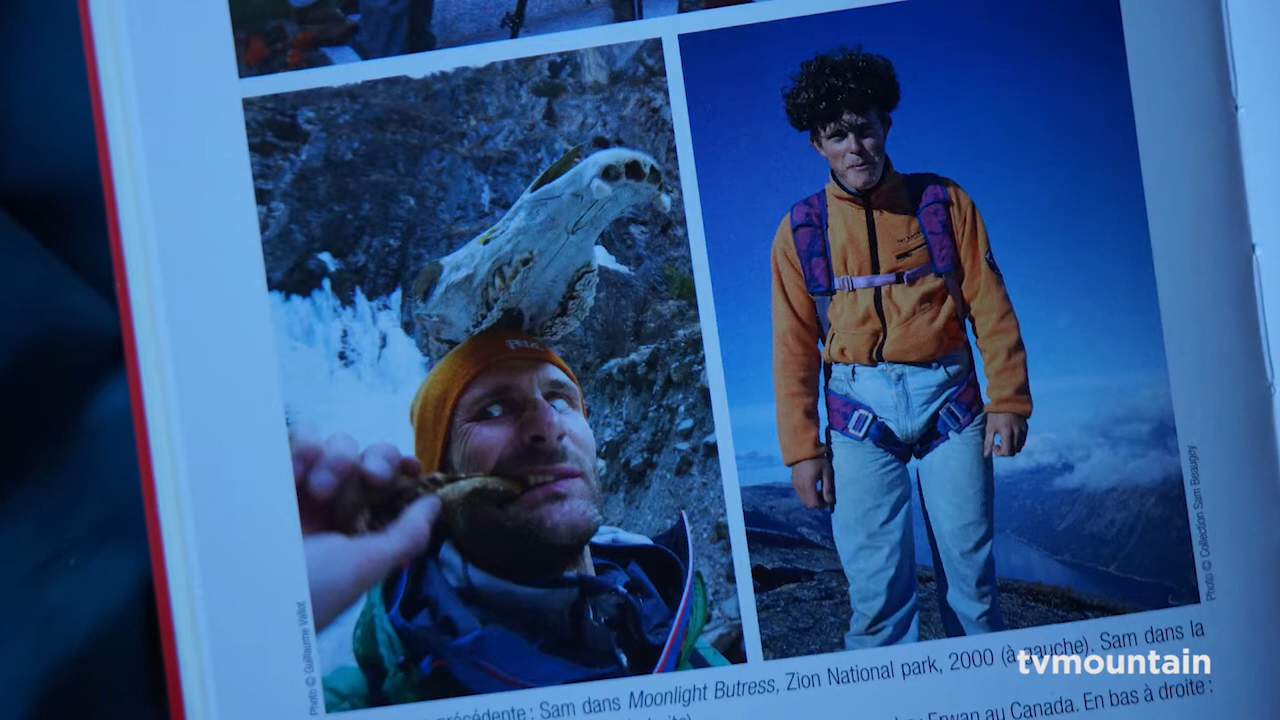 PETZL
Photo © Guillaume Vallot
Photo © Collection Sam Beaugey
précédente : Sam dans Moonlight Butress, Zion National park, 2000 (à gauche). Sam dans la
Erwan au Canada. En bas à droite :
tvmountain